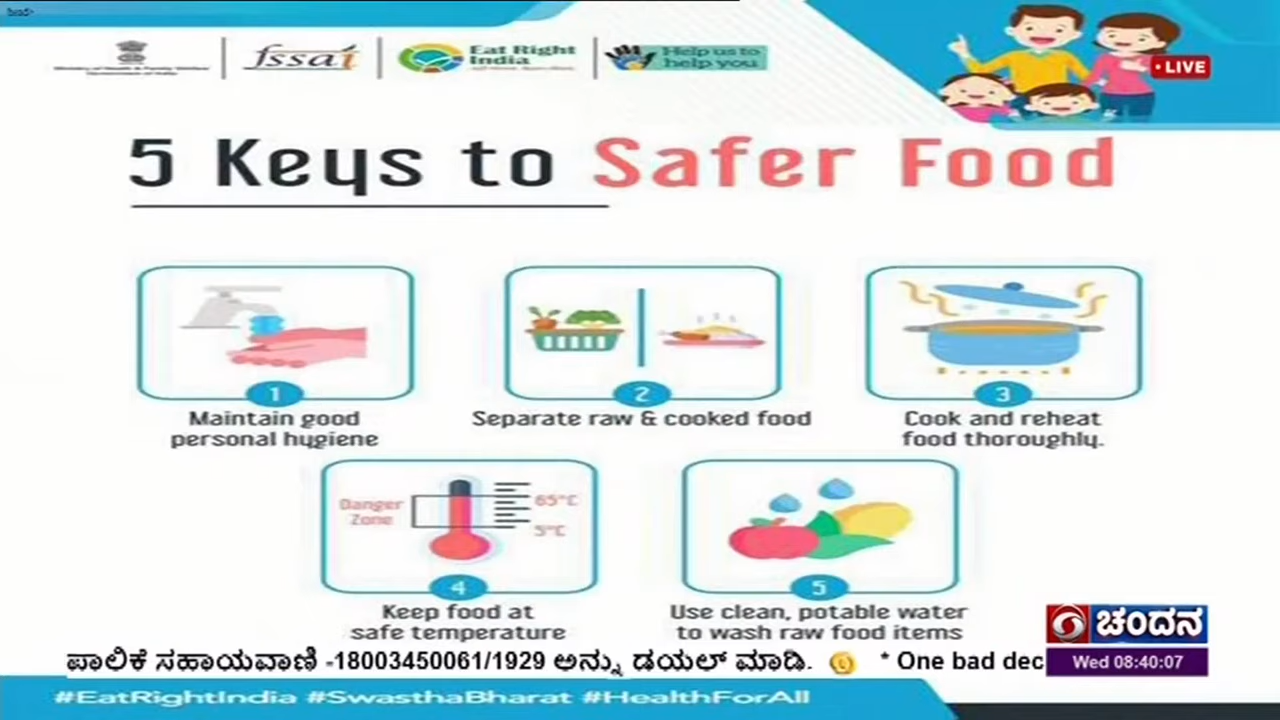 fssai
Eat Right
India
Help us to
help you
LIVE
5 Keys to Safer Food
1
Maintain good
personal hygiene
2
Separate raw & cooked food
3
Cook and reheat
food thoroughly.
Danger
Zone
65°C
5°C
4
Keep food at
safe temperature
5
Use clean, potable water
to wash raw food items
ಚಂದನ
Wed 08:40:07
ಪಾಲಿಕೆ ಸಹಾಯವಾಣಿ -18003450061/1929 ಅನ್ನು ಡಯಲ್ ಮಾಡಿ. * One bad dec
#EatRightIndia #SwasthaBharat #HealthForAll